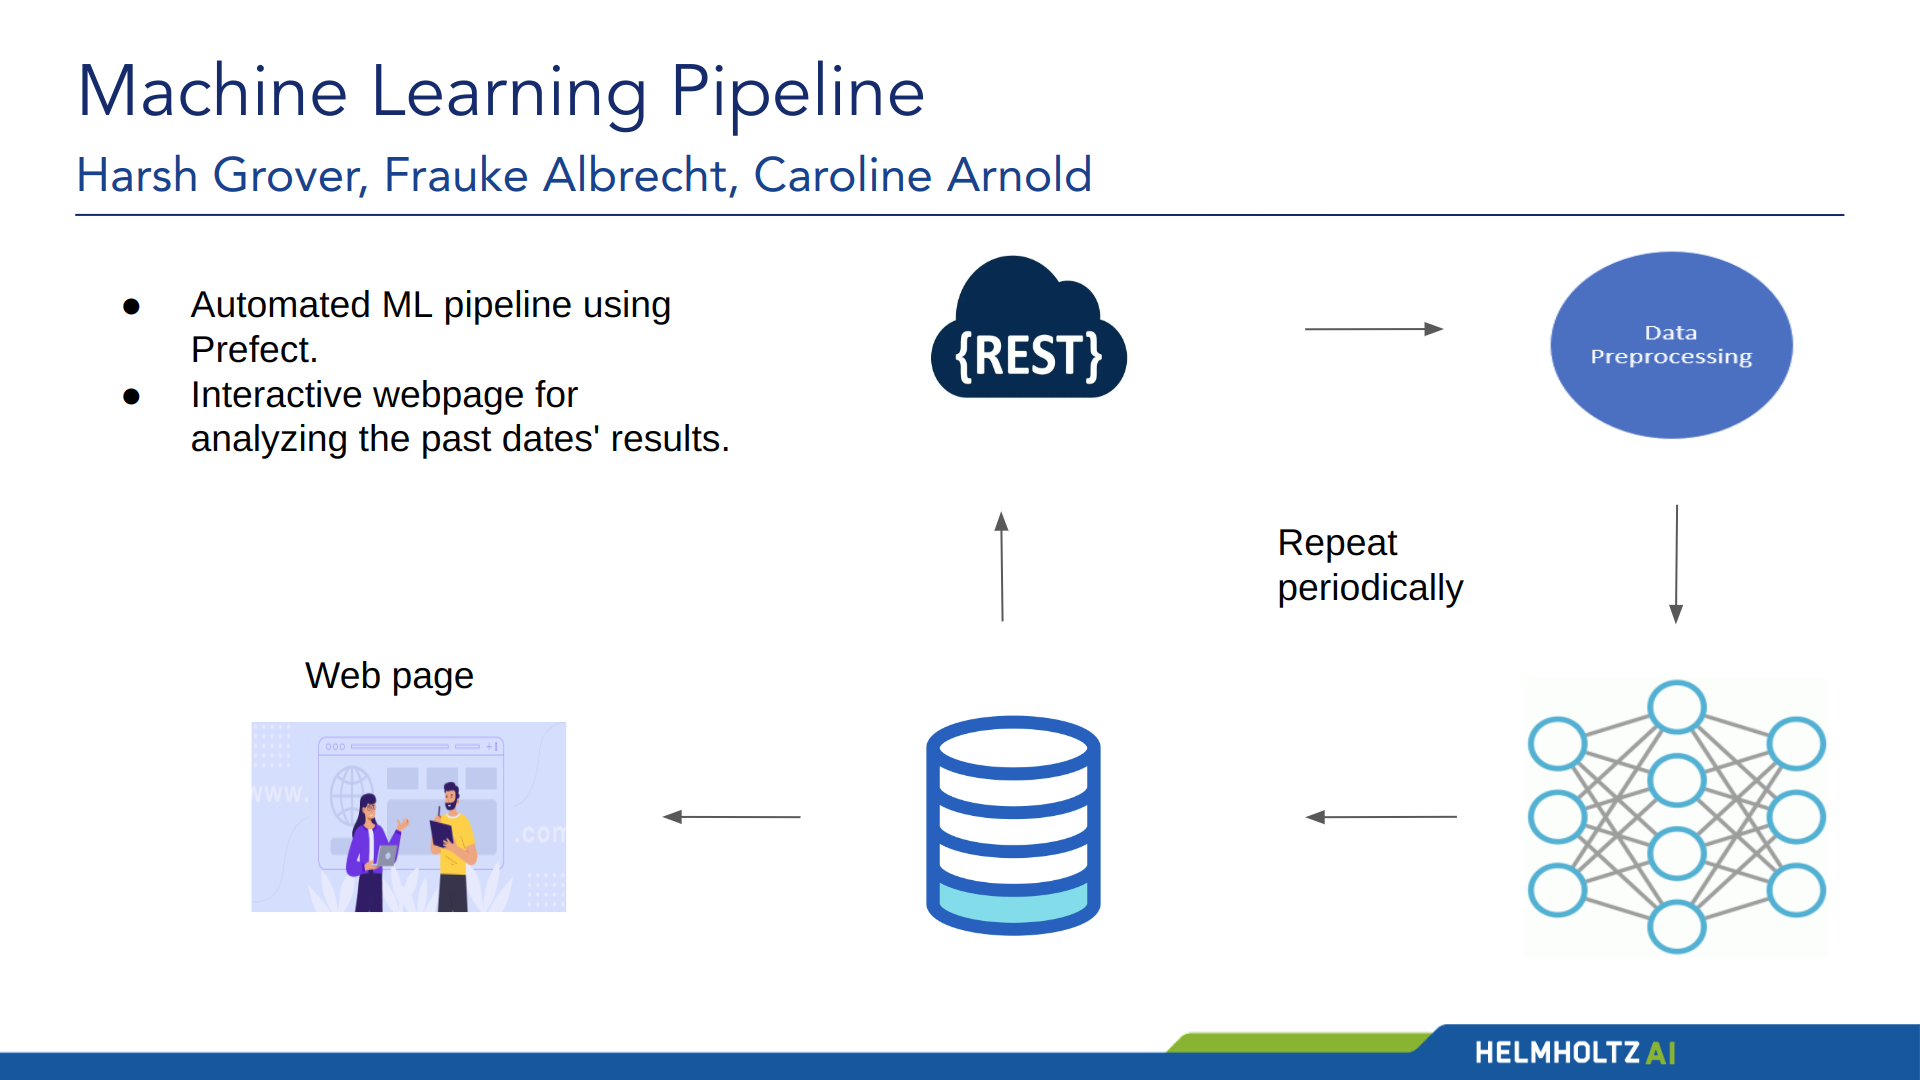 Machine Learning Pipeline
Harsh Grover, Frauke Albrecht, Caroline Arnold
● Automated ML pipeline using
Prefect.
● Interactive webpage for
analyzing the past dates' results.
{REST}
Data
Preprocessing
Repeat
periodically
Web page
+1
www.
.com
HELMHOLTZ AI